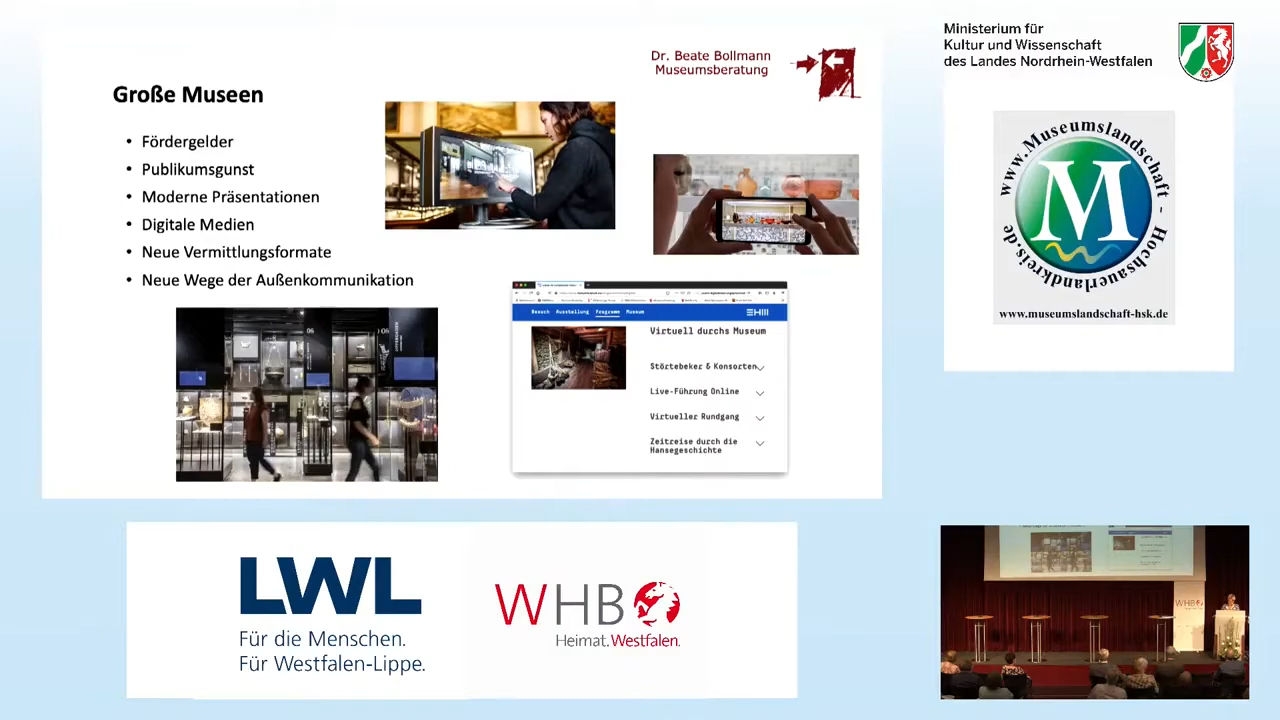 Große Museen
• Fördergelder
• Publikumsgunst
• Moderne Präsentationen
• Digitale Medien
• Neue Vermittlungsformate
• Neue Wege der Außenkommunikation
Dr. Beate Bollmann
Museumsberatung
Besuch Ausstellung Programm Museum
Virtuell durchs Museum
Störtebeker & Konsorten
Live-Führung Online
Virtueller Rundgang
Zeitreise durch die
Hansegeschichte
Ministerium für
Kultur und Wissenschaft
des Landes Nordrhein-Westfalen
www.Museumslandschaft - Hochsauerlandkreis.de
M
www.museumslandschaft-hsk.de
LWL
Für die Menschen.
Für Westfalen-Lippe.
WHB
Heimat.Westfalen.
WHB